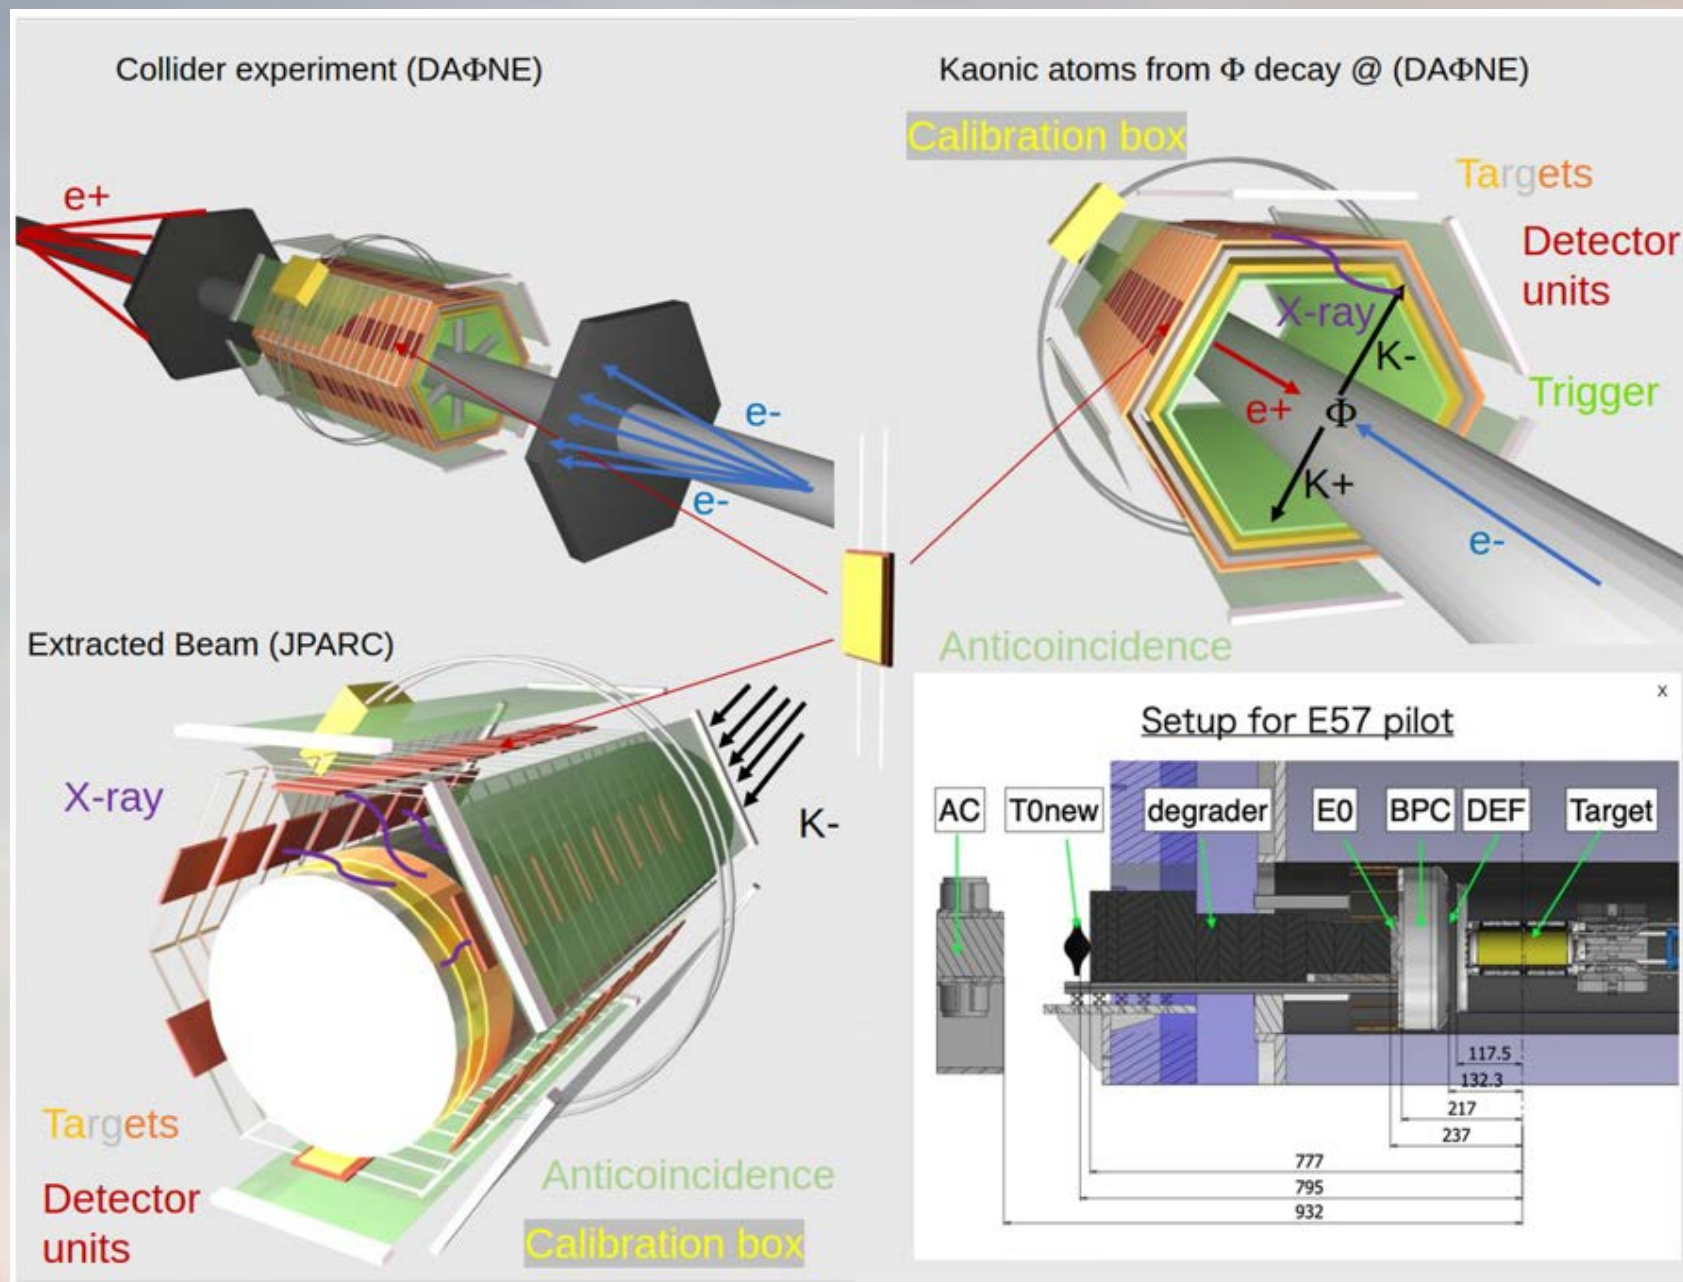 Collider experiment (DAΦNE)
e+
e-
e-
Kaonic atoms from Φ decay @ (DAΦNE)
Calibration box
Targets
Detector
units
X-ray
K-
Trigger
e+
Φ
K+
e-
Anticoincidence
Extracted Beam (JPARC)
X-ray
K-
Targets
Detector
units
Anticoincidence
Calibration box
x
Setup for E57 pilot
AC
T0new
degrader
E0
BPC
DEF
Target
117.5
132.3
217
237
777
795
932